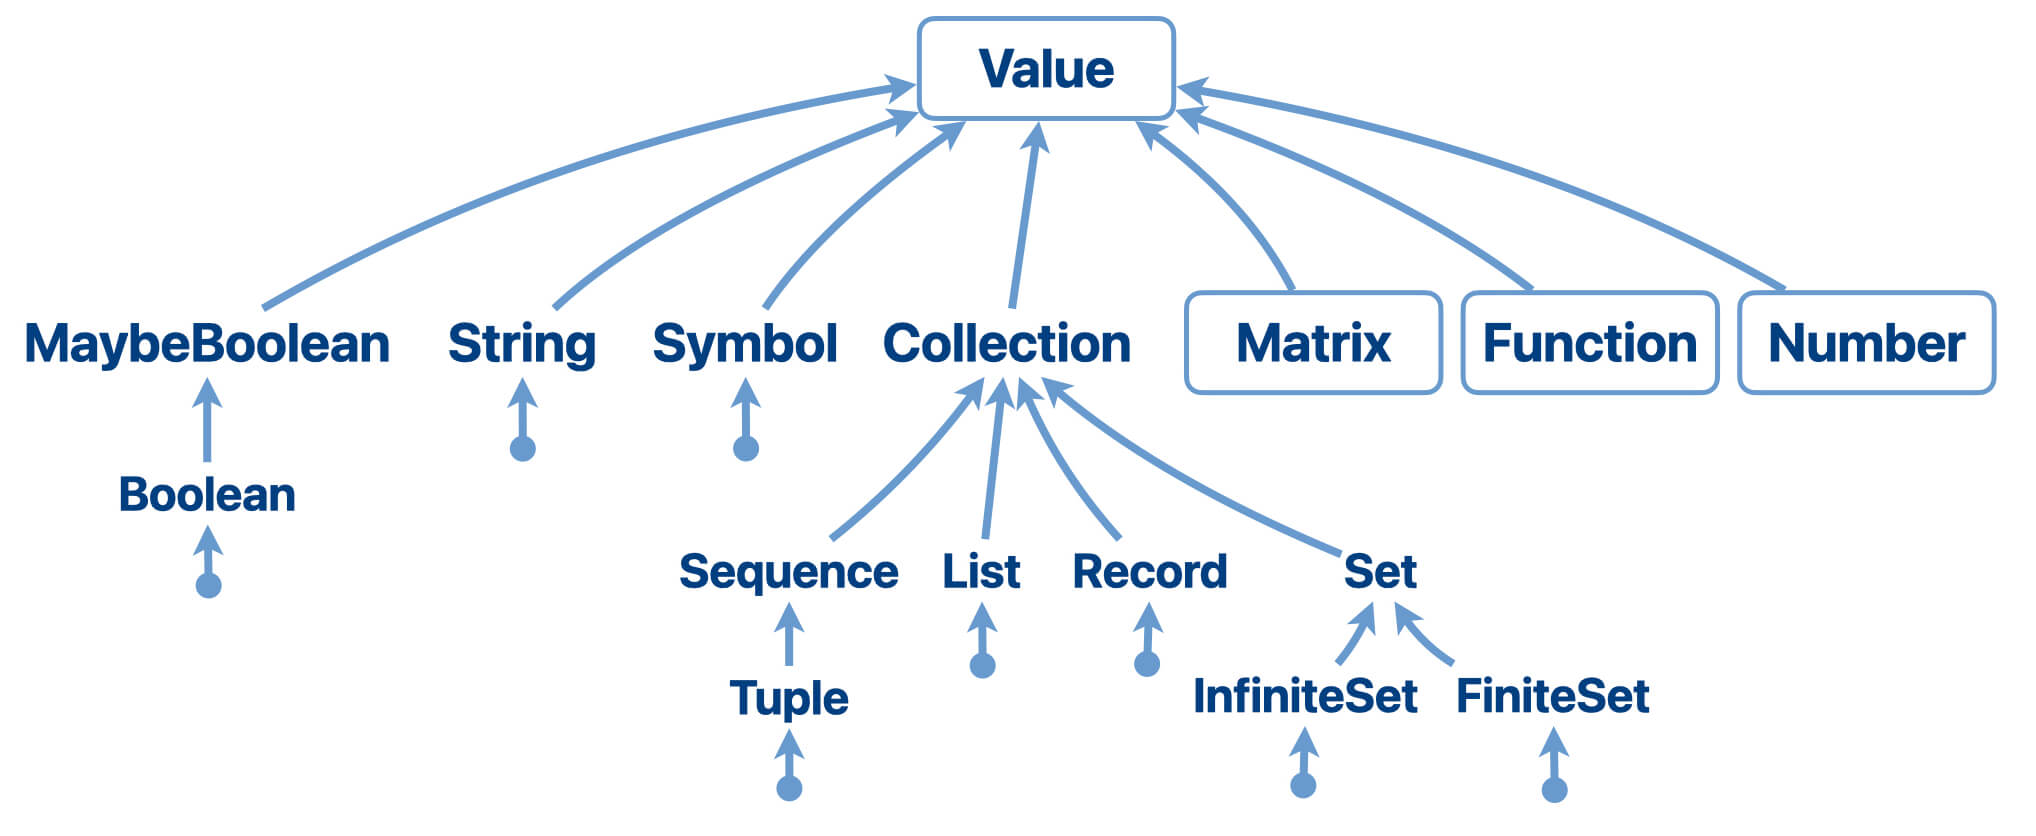 Value
MaybeBoolean String Symbol Collection Matrix Function Number
Boolean
Sequence List Record Set
Tuple InfiniteSet FiniteSet